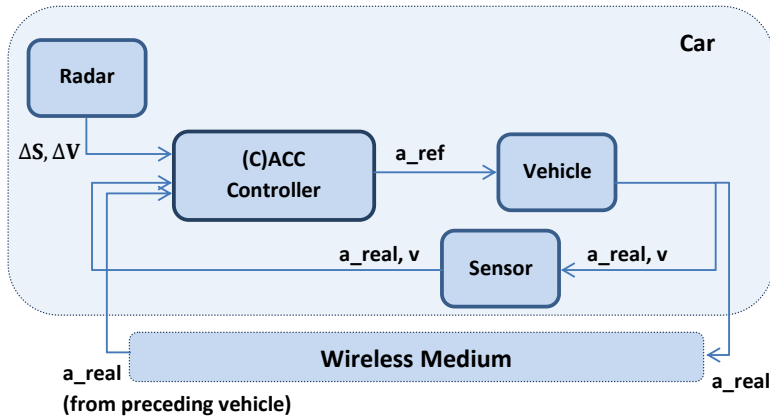 Car
Radar
ΔS, ΔV
(C)ACC
Controller
a_ref
Vehicle
a_real, v
Sensor
a_real, v
Wireless Medium
a_real
(from preceding vehicle)
a_real